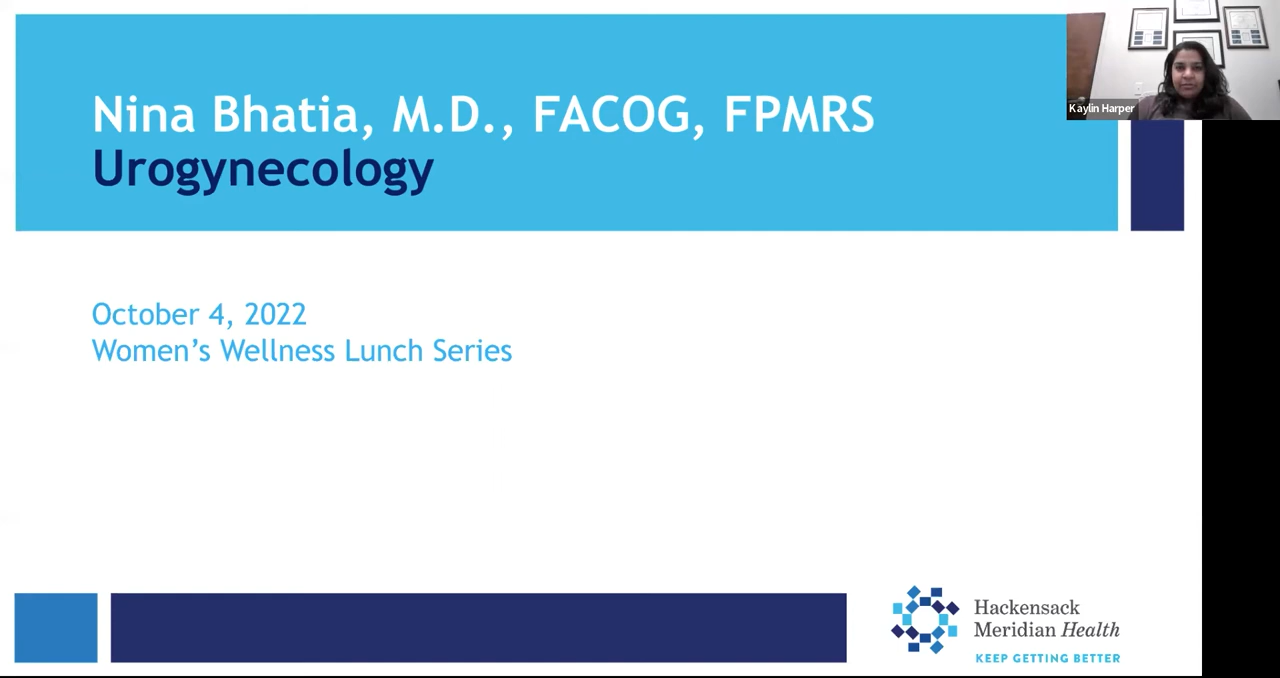 Nina Bhatia, M.D., FACOG, FPMRS
Urogynecology
Kaylin Harper
October 4, 2022
Women's Wellness Lunch Series
Hackensack
Meridian Health
KEEP GETTING BETTER